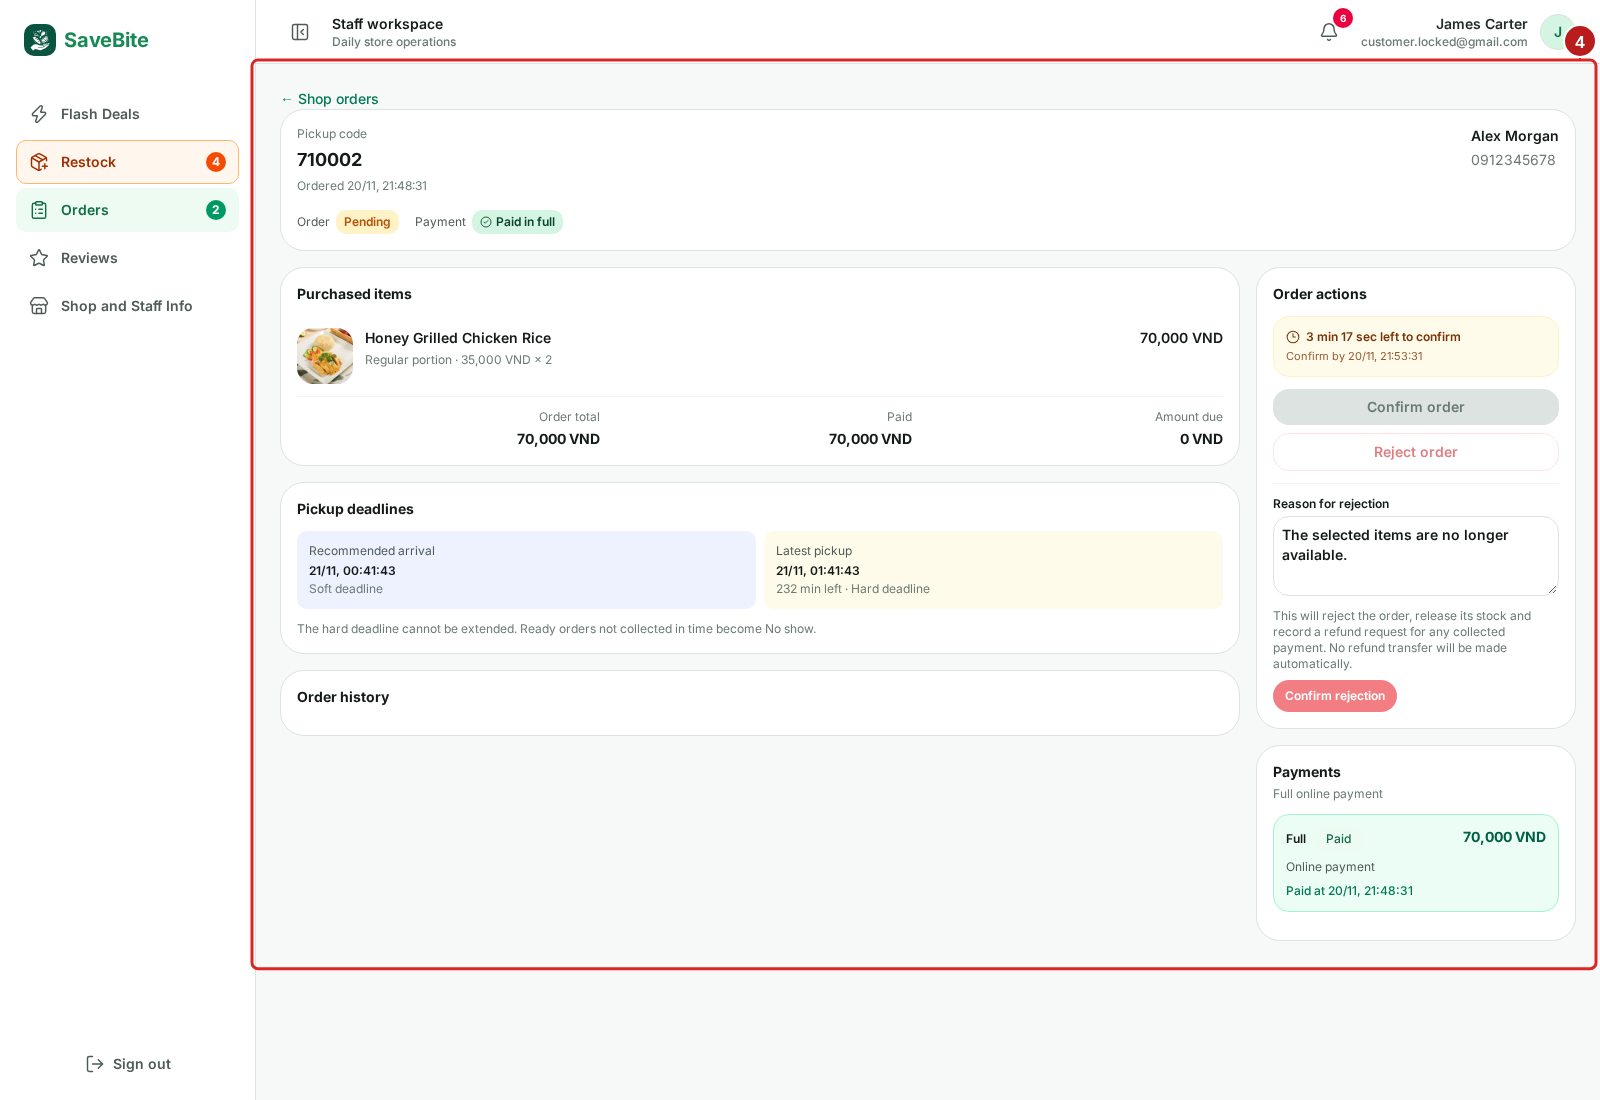 SaveBite
Flash Deals
Restock 4
Orders 2
Reviews
Shop and Staff Info
Sign out
Staff workspace
Daily store operations
6
James Carter
customer.locked@gmail.com
J
4
← Shop orders
Pickup code
710002
Ordered 20/11, 21:48:31
Order Pending Payment Paid in full
Alex Morgan
0912345678
Purchased items
Honey Grilled Chicken Rice 70,000 VND
Regular portion · 35,000 VND × 2
Order total Paid Amount due
70,000 VND 70,000 VND 0 VND
Pickup deadlines
Recommended arrival
21/11, 00:41:43
Soft deadline
Latest pickup
21/11, 01:41:43
232 min left · Hard deadline
The hard deadline cannot be extended. Ready orders not collected in time become No show.
Order history
Order actions
3 min 17 sec left to confirm
Confirm by 20/11, 21:53:31
Confirm order
Reject order
Reason for rejection
The selected items are no longer
available.
This will reject the order, release its stock and
record a refund request for any collected
payment. No refund transfer will be made
automatically.
Confirm rejection
Payments
Full online payment
Full Paid 70,000 VND
Online payment
Paid at 20/11, 21:48:31